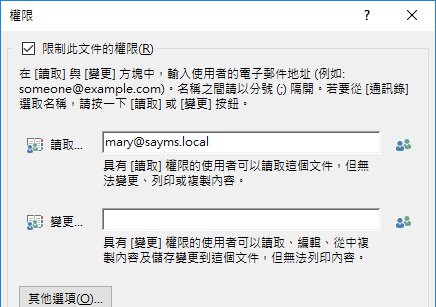 權限
? ×
限制此文件的權限(R)
在 [讀取] 與 [變更] 方塊中，輸入使用者的電子郵件地址 (例如:
someone@example.com)。名稱之間請以分號 (;) 隔開。若要從 [通訊錄]
選取名稱，請按一下 [讀取] 或 [變更] 按鈕。
讀取...
mary@sayms.local
具有 [讀取] 權限的使用者可以讀取這個文件，但無
法變更、列印或複製內容。
變更...
具有 [變更] 權限的使用者可以讀取、編輯、從中複
製內容及儲存變更到這個文件，但無法列印內容。
其他選項(O)...